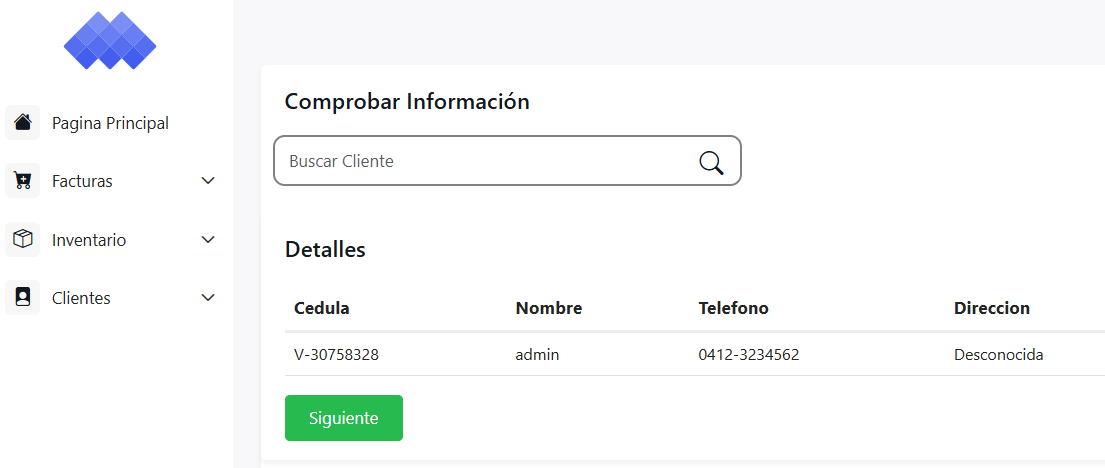 Pagina Principal
Facturas
Inventario
Clientes
Comprobar Información
Buscar Cliente
Detalles
Cedula Nombre Telefono Direccion
V-30758328 admin 0412-3234562 Desconocida
Siguiente